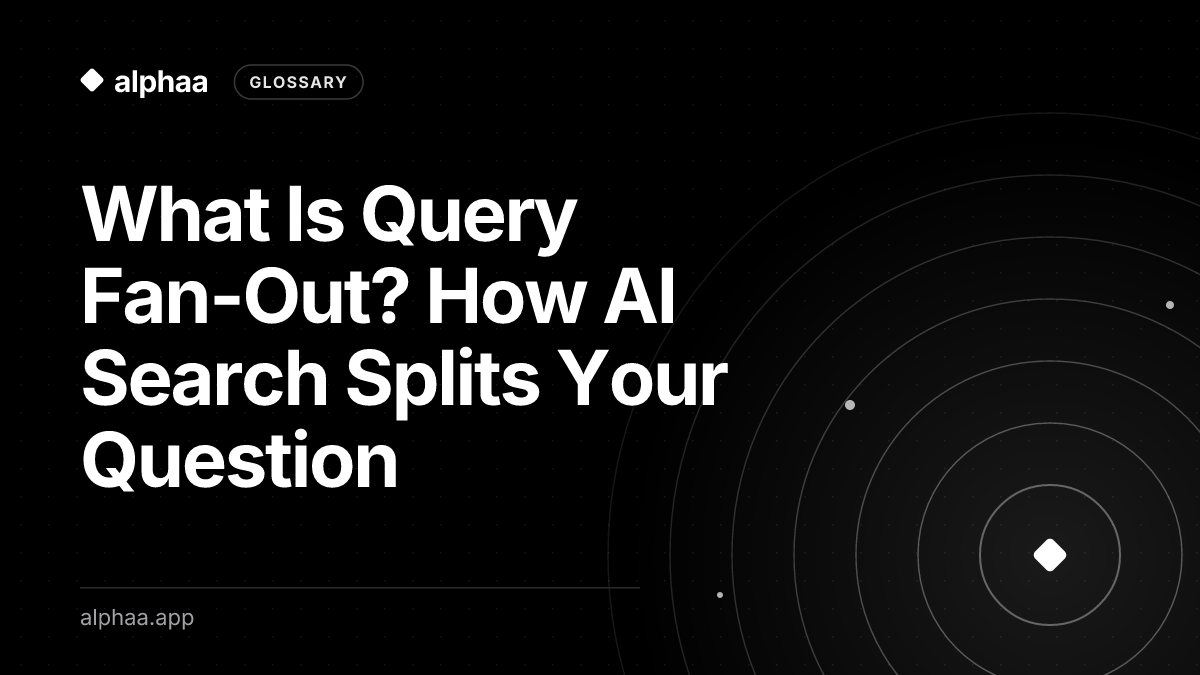 alphaa
GLOSSARY
What Is Query
Fan-Out? How AI
Search Splits Your
Question
alphaa.app